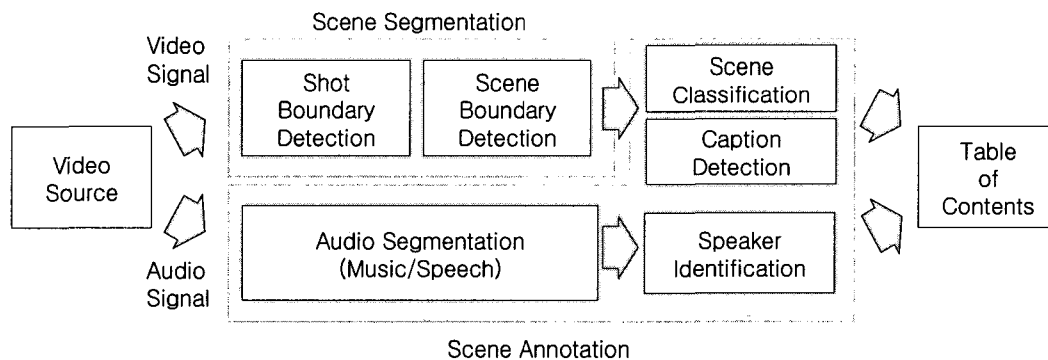 Scene Segmentation
Video
Signal
Shot
Boundary
Detection
Scene
Boundary
Detection
Scene
Classification
Caption
Detection
Video
Source
Table
of
Contents
Audio Segmentation
(Music/Speech)
Speaker
Identification
Audio
Signal
Scene Annotation